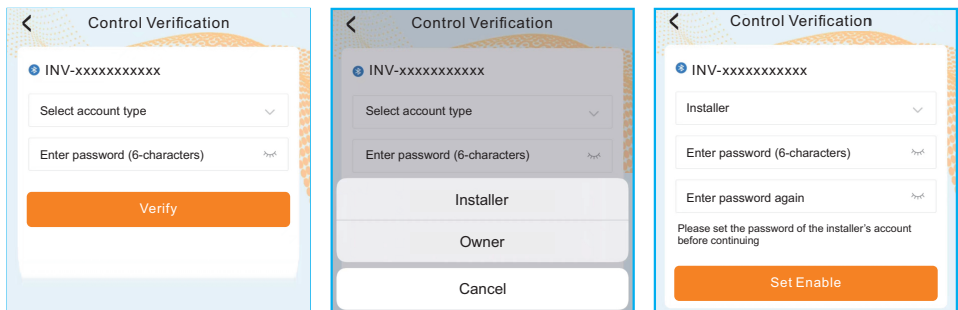 Control Verification
INV-xxxxxxxxxxx
Select account type
Enter password (6-characters)
Verify
Control Verification
INV-xxxxxxxxxxx
Select account type
Enter password (6-characters)
Installer
Owner
Cancel
Control Verification
INV-xxxxxxxxxxx
Installer
Enter password (6-characters)
Enter password again
Please set the password of the installer's account
before continuing
Set Enable